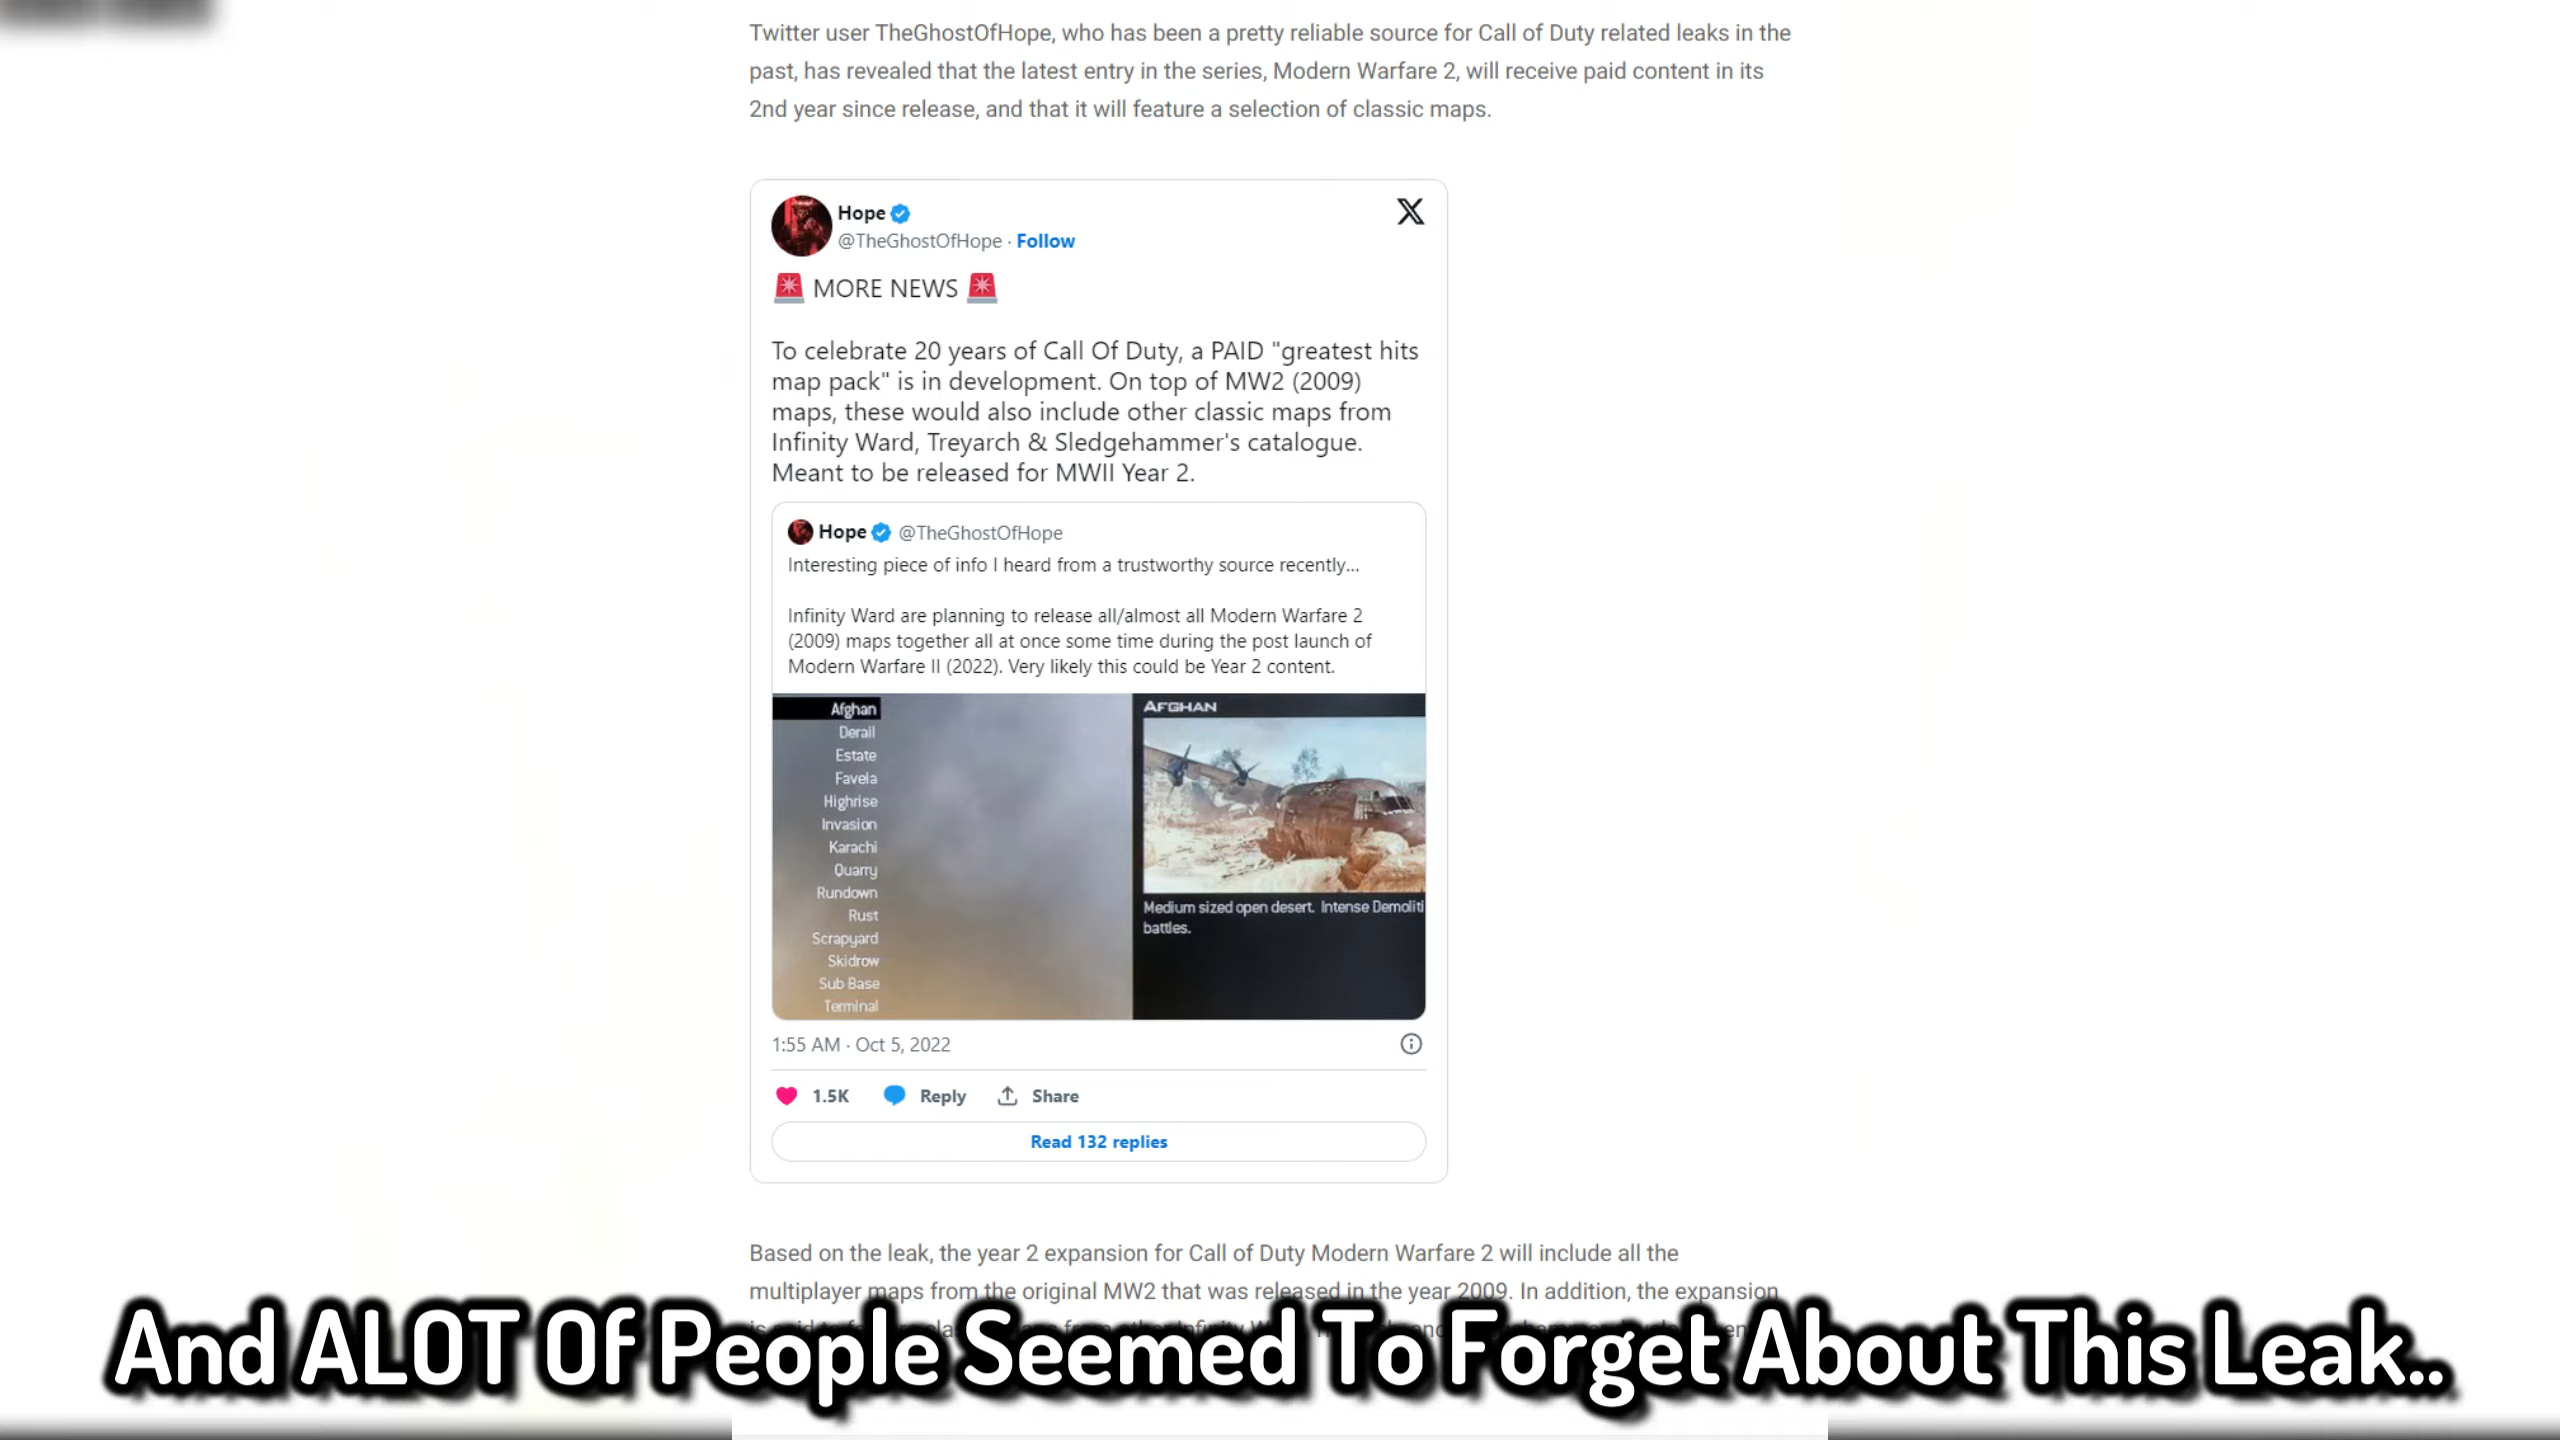 Twitter user TheGhostOfHope, who has been a pretty reliable source for Call of Duty related leaks in the
past, has revealed that the latest entry in the series, Modern Warfare 2, will receive paid content in its
2nd year since release, and that it will feature a selection of classic maps.
Hope
@TheGhostOfHope · Follow
🚨 MORE NEWS 🚨
To celebrate 20 years of Call Of Duty, a PAID "greatest hits
map pack" is in development. On top of MW2 (2009)
maps, these would also include other classic maps from
Infinity Ward, Treyarch & Sledgehammer's catalogue.
Meant to be released for MWII Year 2.
Hope @TheGhostOfHope
Interesting piece of info I heard from a trustworthy source recently...
Infinity Ward are planning to release all/almost all Modern Warfare 2
(2009) maps together all at once some time during the post launch of
Modern Warfare II (2022). Very likely this could be Year 2 content.
Afghan
Derail
Estate
Favela
Highrise
Invasion
Karachi
Quarry
Rundown
Rust
Scrapyard
Skidrow
Sub Base
Terminal
AFGHAN
Medium sized open desert. Intense Demoliti
battles.
1:55 AM · Oct 5, 2022
1.5K Reply Share
Read 132 replies
Based on the leak, the year 2 expansion for Call of Duty Modern Warfare 2 will include all the
multiplayer maps from the original MW2 that was released in the year 2009. In addition, the expansion
And ALOT Of People Seemed To Forget About This Leak..